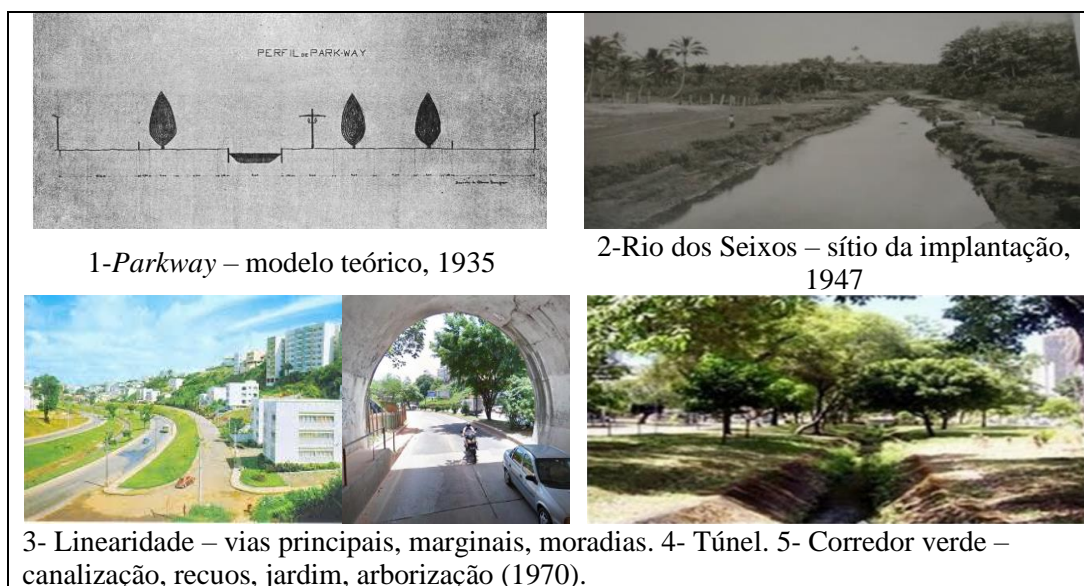 PERFIL DE PARK-WAY
1-Parkway – modelo teórico, 1935
2-Rio dos Seixos – sítio da implantação,
1947
3- Linearidade – vias principais, marginais, moradias. 4- Túnel. 5- Corredor verde –
canalização, recuos, jardim, arborização (1970).